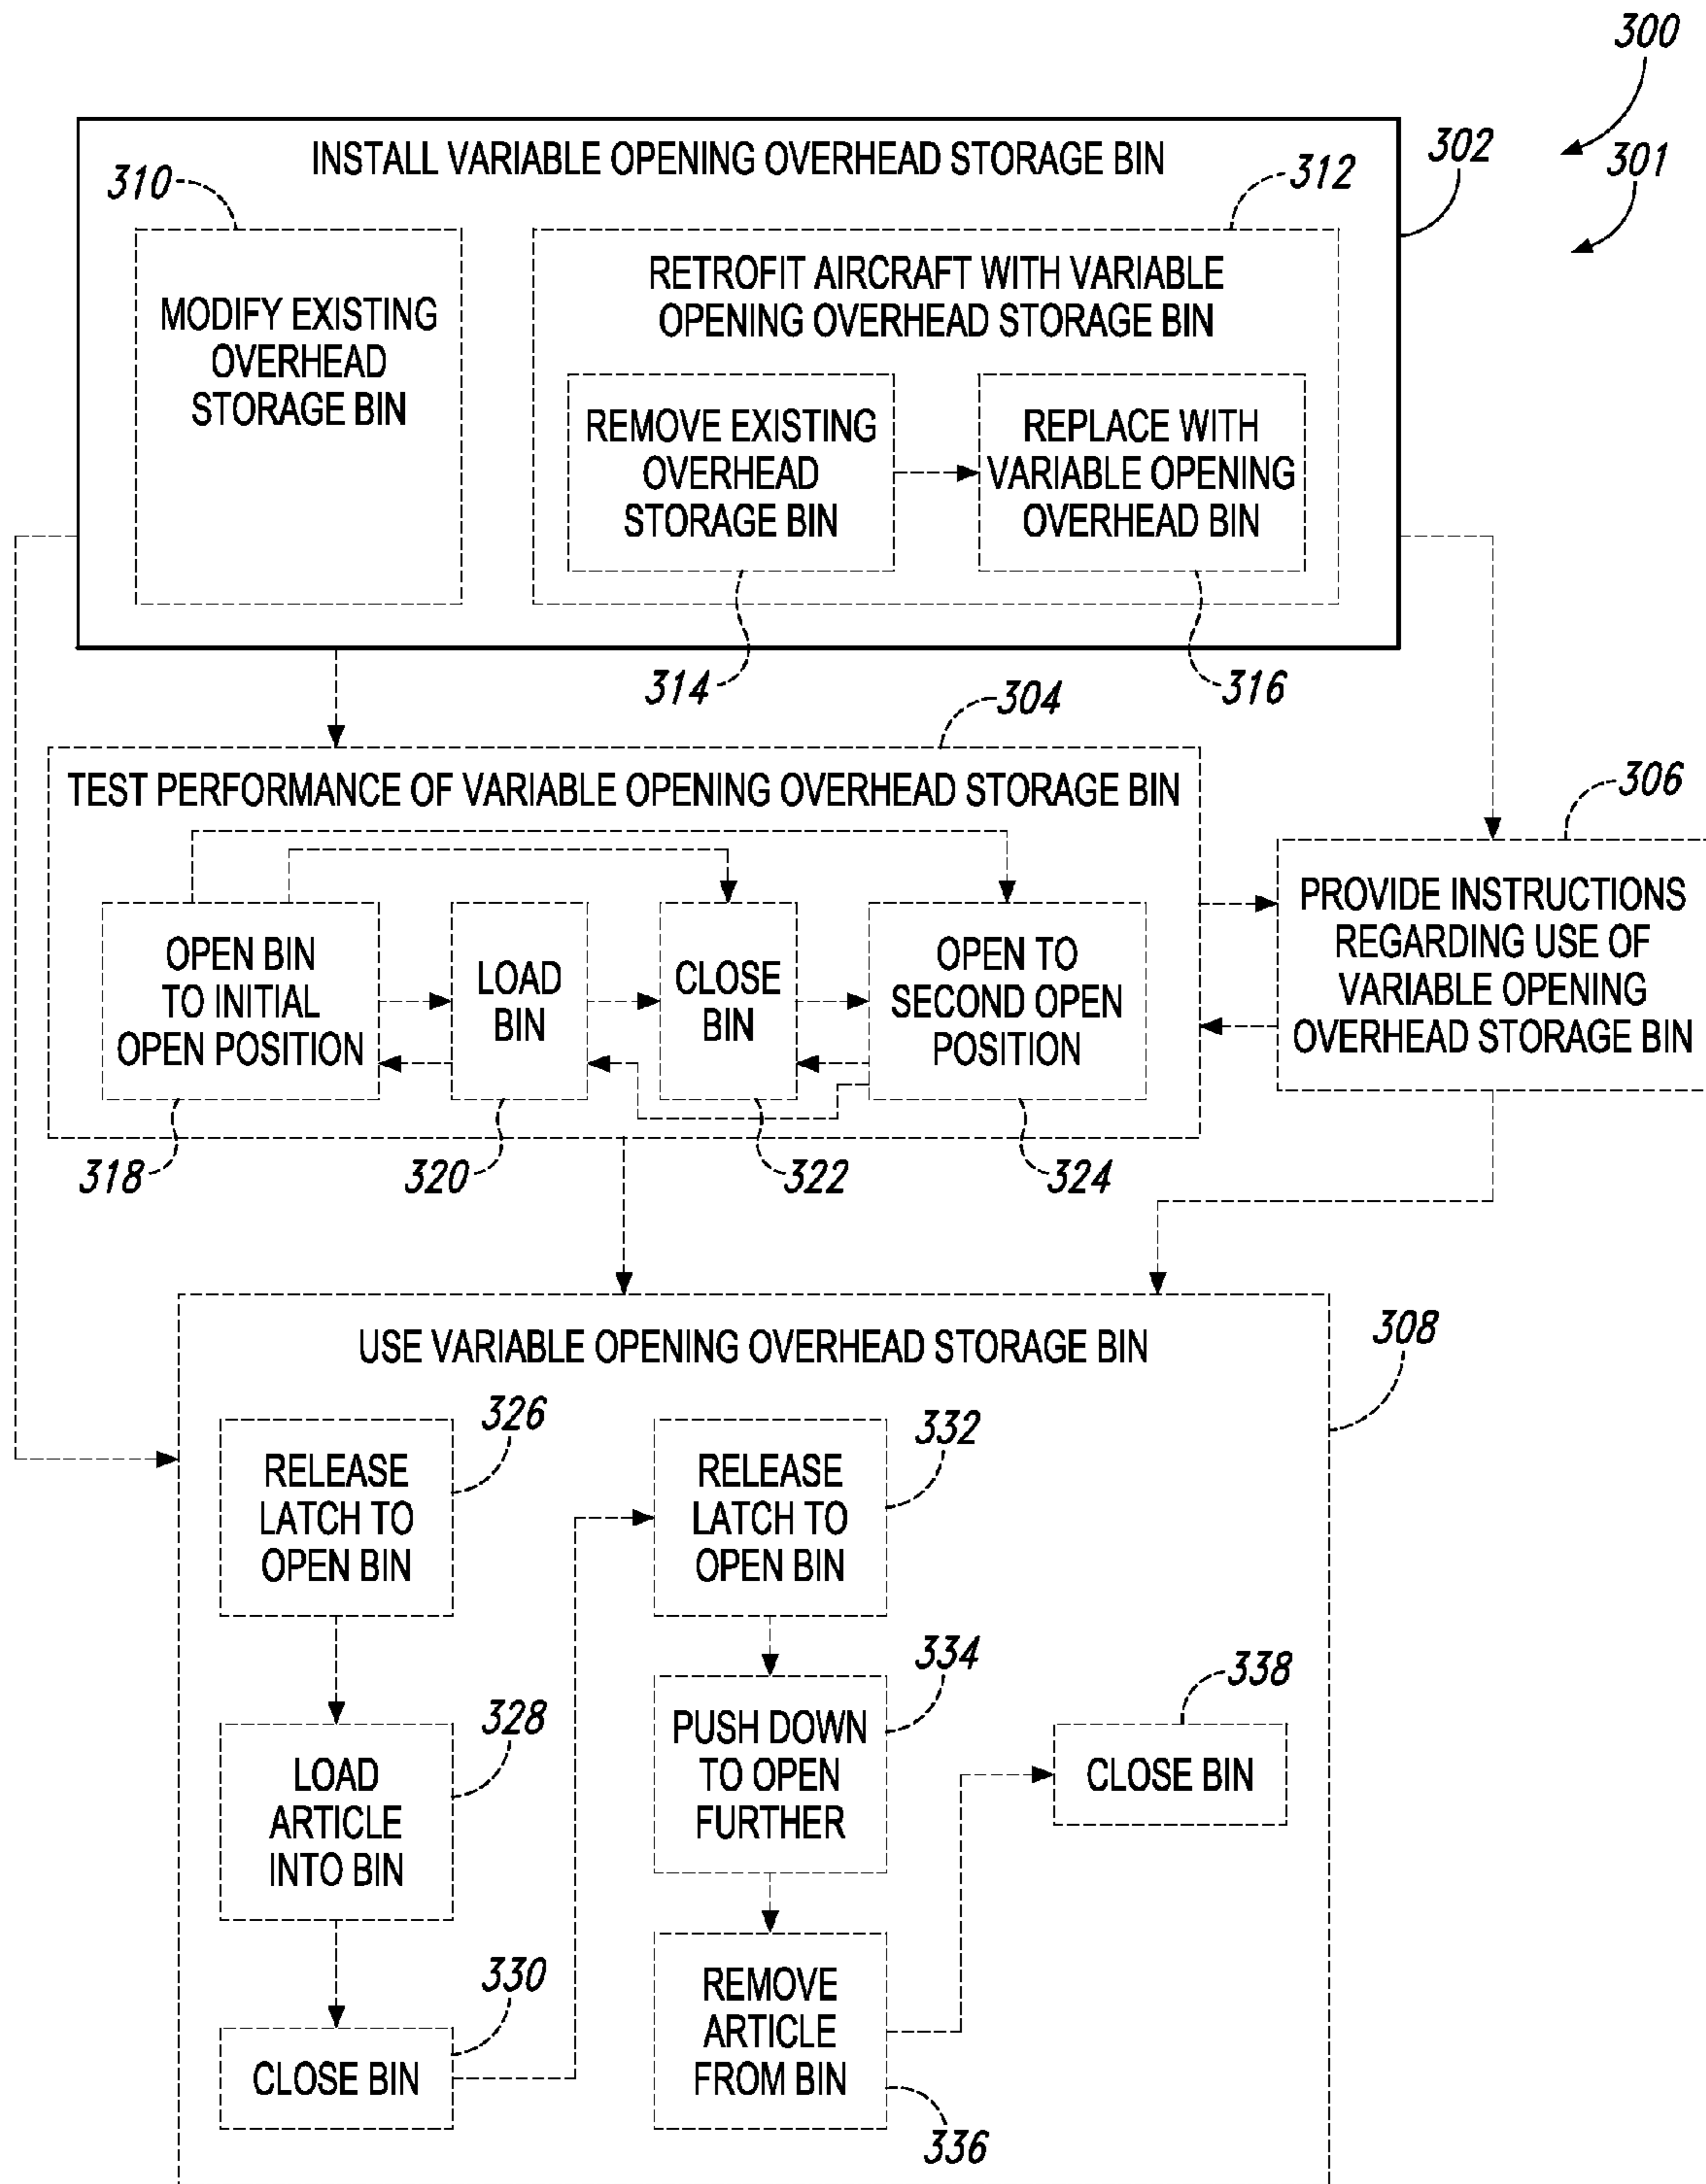 300
301
302
INSTALL VARIABLE OPENING OVERHEAD STORAGE BIN
310
312
MODIFY EXISTING
OVERHEAD
STORAGE BIN
RETROFIT AIRCRAFT WITH VARIABLE
OPENING OVERHEAD STORAGE BIN
REMOVE EXISTING
OVERHEAD
STORAGE BIN
REPLACE WITH
VARIABLE OPENING
OVERHEAD BIN
314
316
304
TEST PERFORMANCE OF VARIABLE OPENING OVERHEAD STORAGE BIN
OPEN BIN
TO INITIAL
OPEN POSITION
LOAD
BIN
CLOSE
BIN
OPEN TO
SECOND OPEN
POSITION
318
320
322
324
306
PROVIDE INSTRUCTIONS
REGARDING USE OF
VARIABLE OPENING
OVERHEAD STORAGE BIN
USE VARIABLE OPENING OVERHEAD STORAGE BIN
308
326
RELEASE
LATCH TO
OPEN BIN
328
LOAD
ARTICLE
INTO BIN
330
CLOSE BIN
332
RELEASE
LATCH TO
OPEN BIN
334
PUSH DOWN
TO OPEN
FURTHER
REMOVE
ARTICLE
FROM BIN
336
338
CLOSE BIN